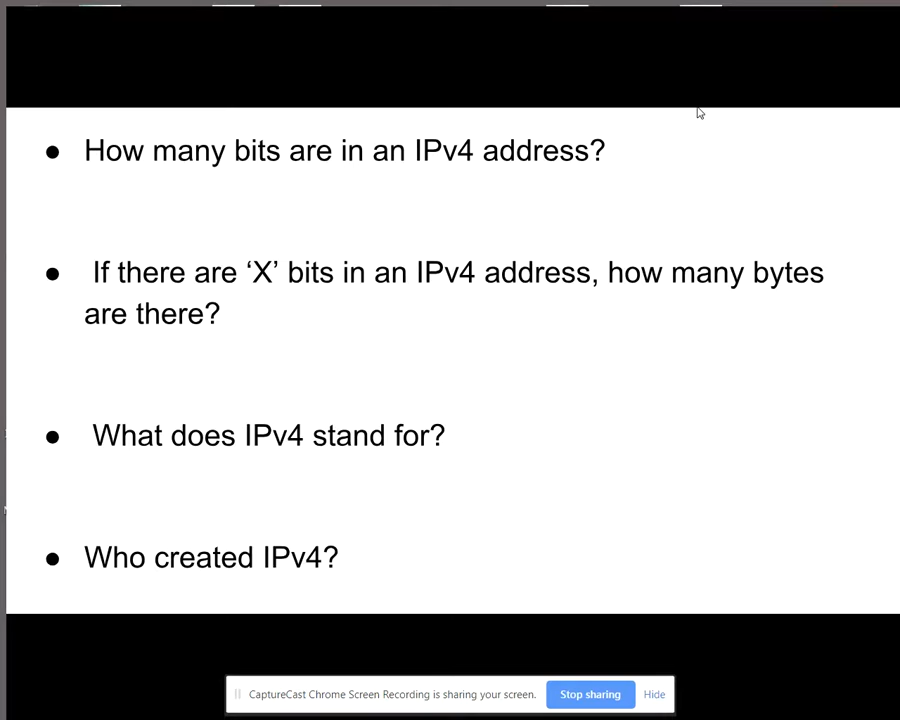 ● How many bits are in an IPv4 address?
● If there are ‘X’ bits in an IPv4 address, how many bytes
are there?
● What does IPv4 stand for?
● Who created IPv4?
CaptureCast Chrome Screen Recording is sharing your screen. Stop sharing Hide